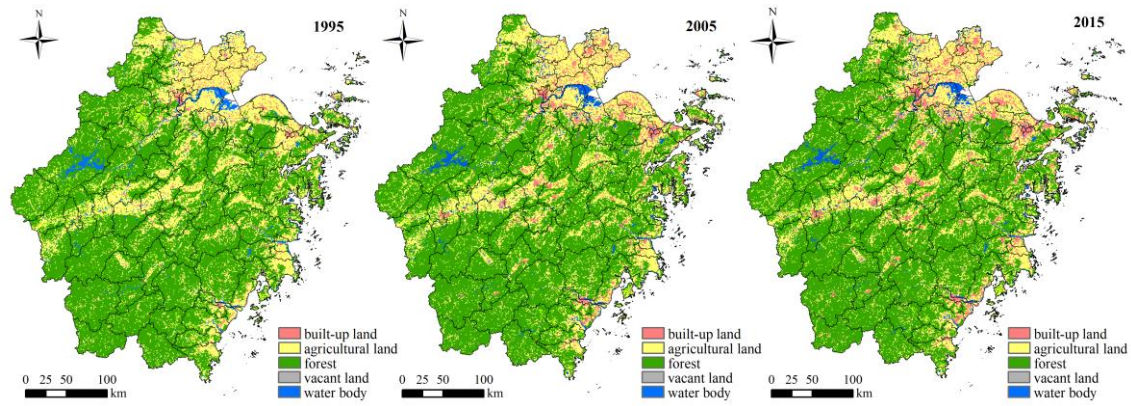 N
1995
built-up land
agricultural land
forest
vacant land
water body
0 25 50 100
km
N
2005
built-up land
agricultural land
forest
vacant land
water body
0 25 50 100
km
N
2015
built-up land
agricultural land
forest
vacant land
water body
0 25 50 100
km